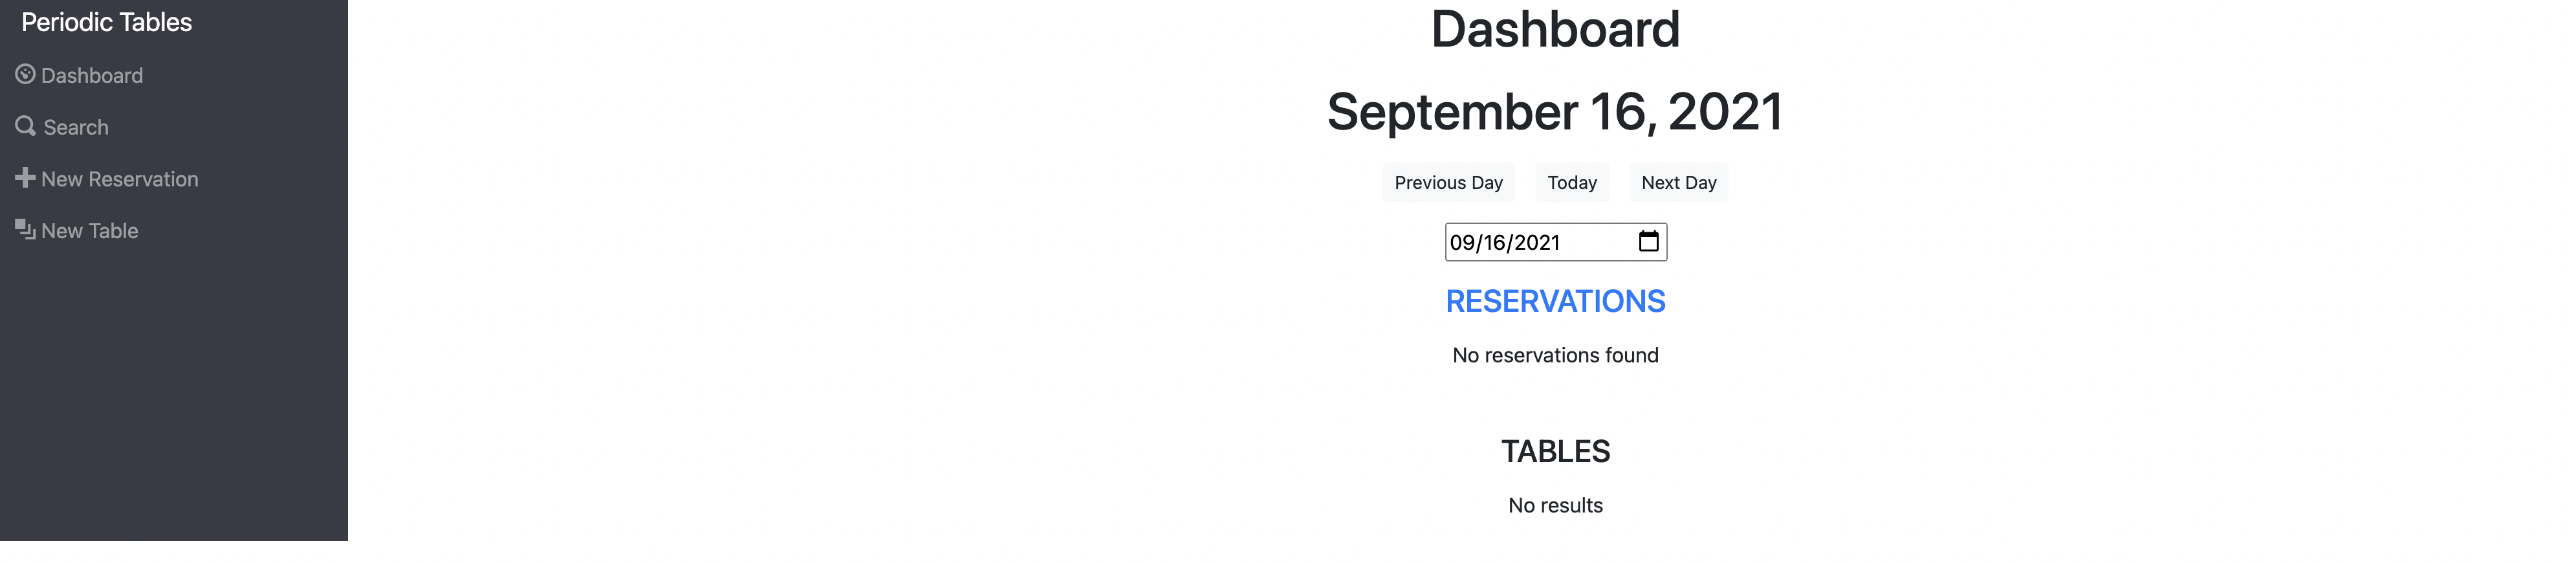 Periodic Tables
Dashboard
Search
New Reservation
New Table
Dashboard
September 16, 2021
Previous Day Today Next Day
09/16/2021
RESERVATIONS
No reservations found
TABLES
No results